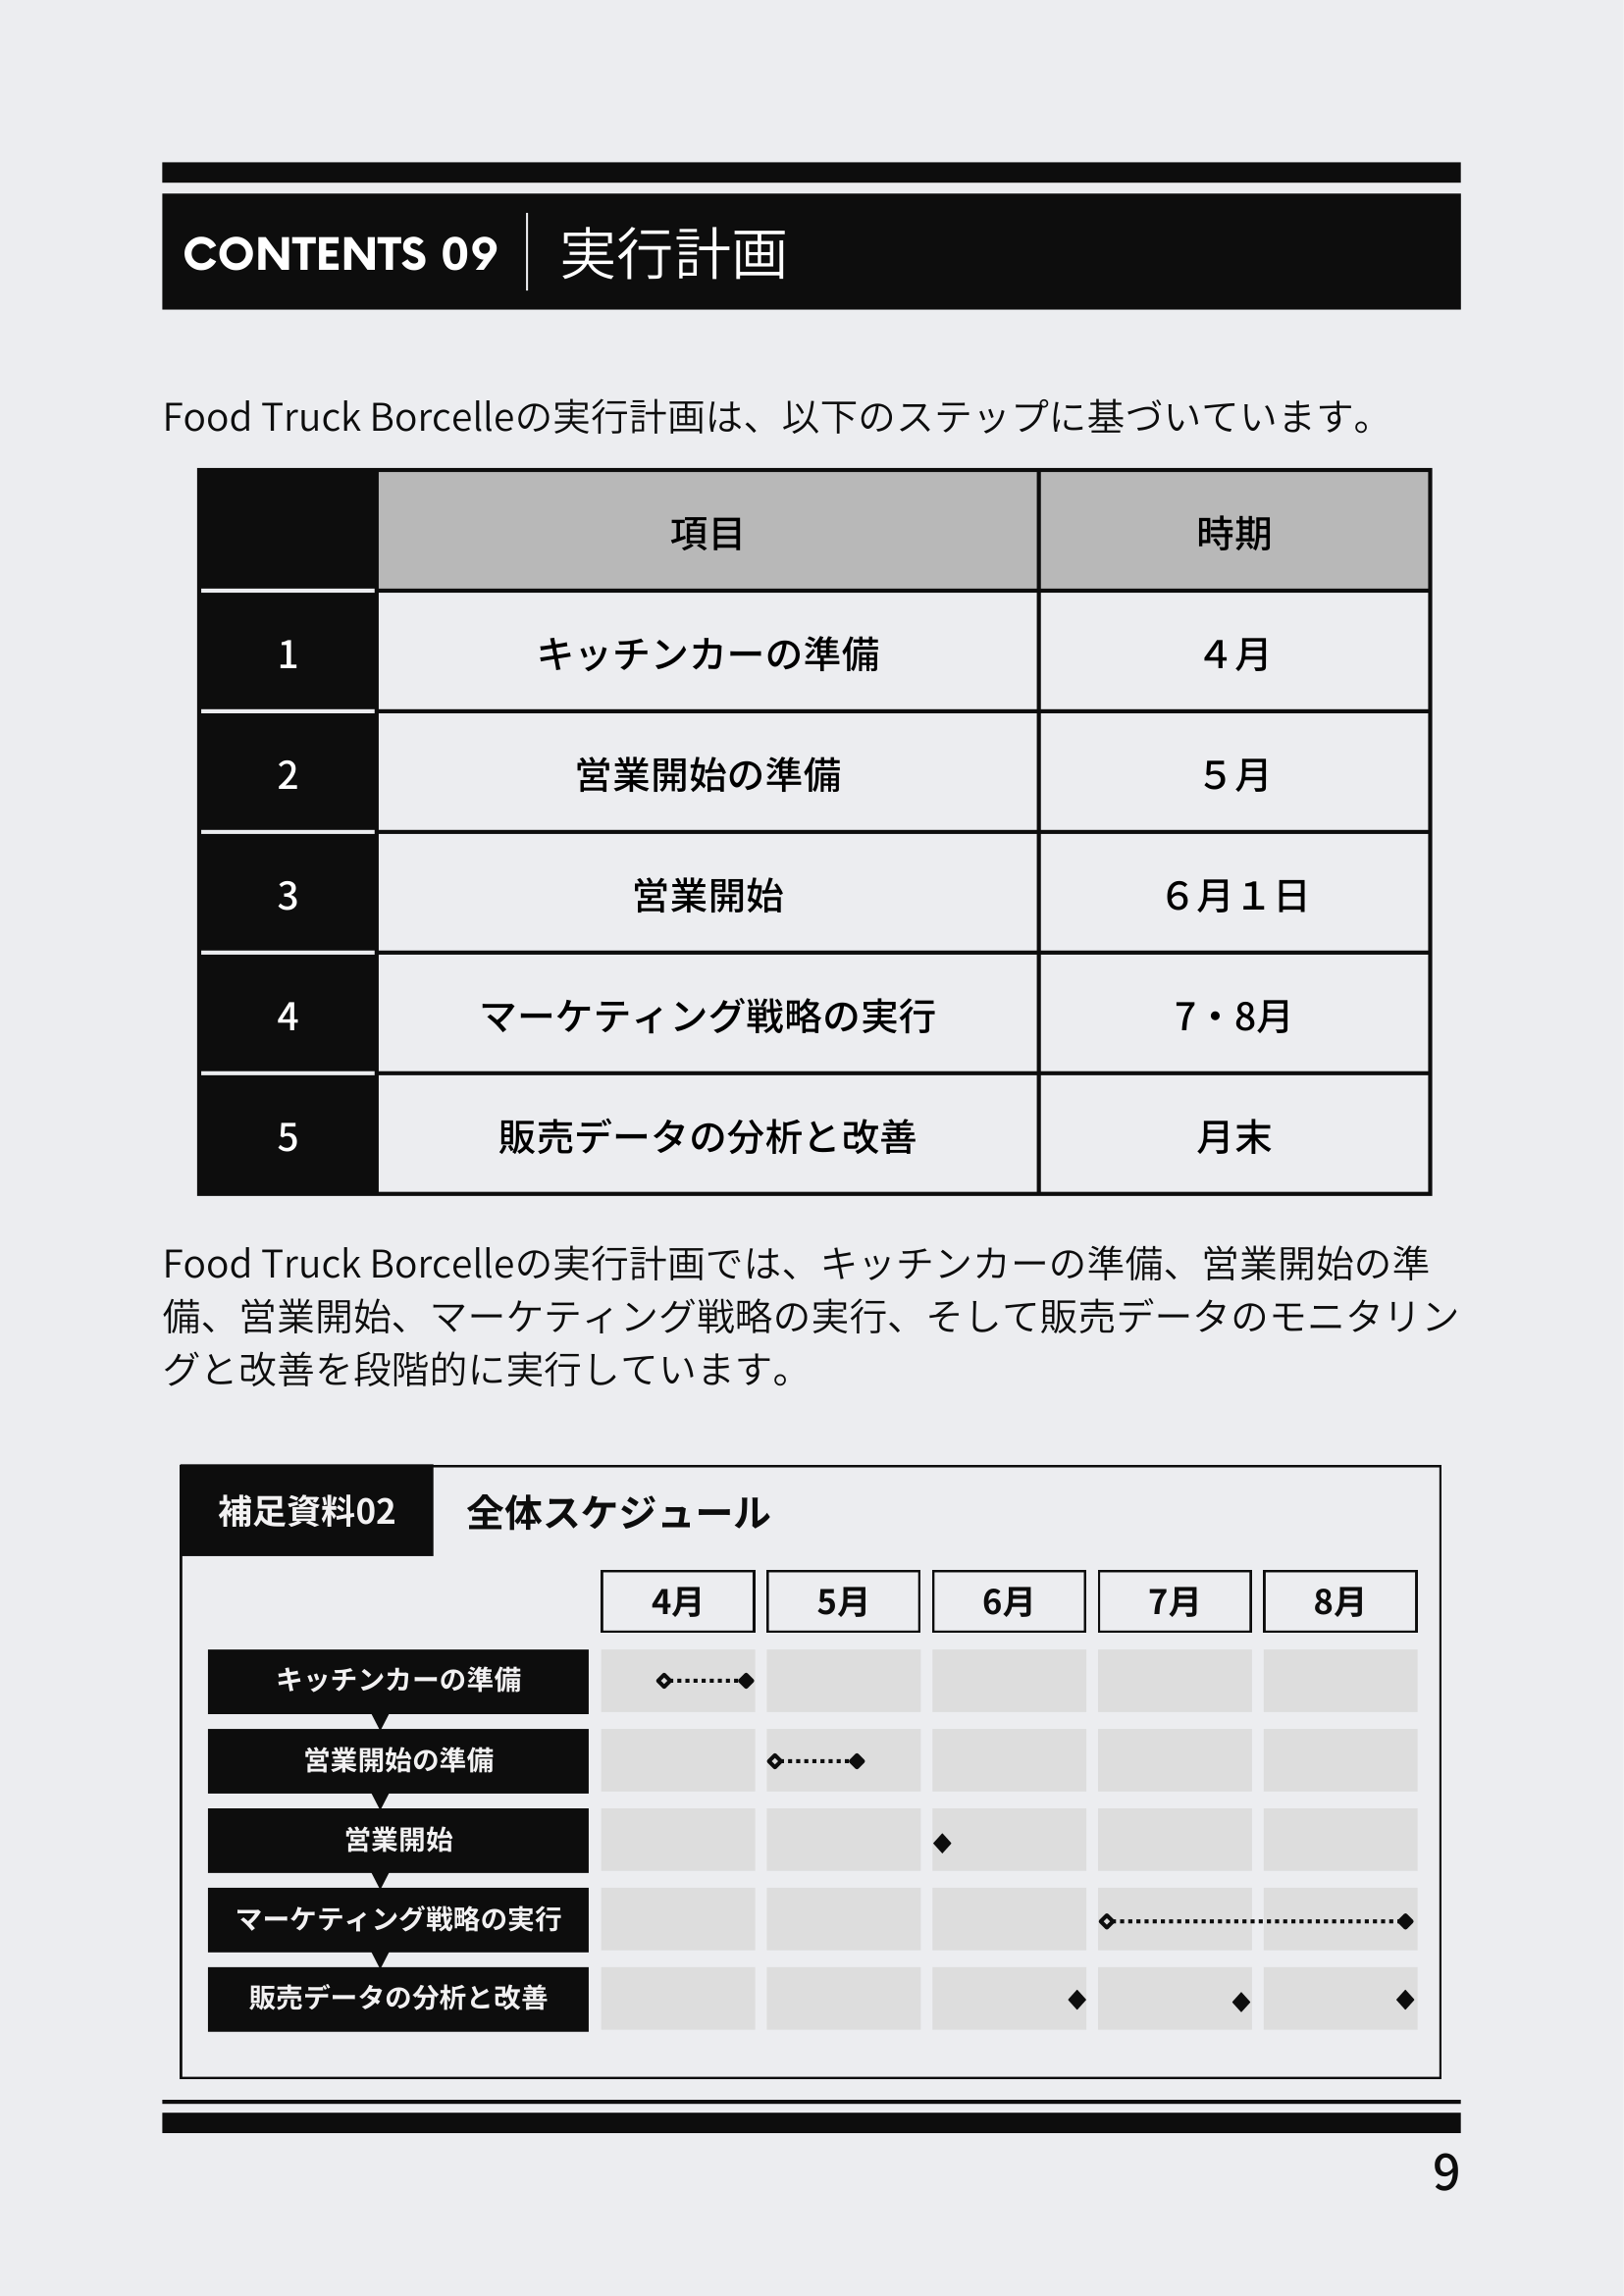 CONTENTS 09 実行計画
Food Truck Borcelleの実行計画は、以下のステップに基づいています。
項目 時期
1 キッチンカーの準備 ４月
2 営業開始の準備 ５月
3 営業開始 ６月１日
4 マーケティング戦略の実行 7・8月
5 販売データの分析と改善 月末
Food Truck Borcelleの実行計画では、キッチンカーの準備、営業開始の準
備、営業開始、マーケティング戦略の実行、そして販売データのモニタリン
グと改善を段階的に実行しています。
補足資料02 全体スケジュール
4月 5月 6月 7月 8月
キッチンカーの準備
営業開始の準備
営業開始
マーケティング戦略の実行
販売データの分析と改善
9